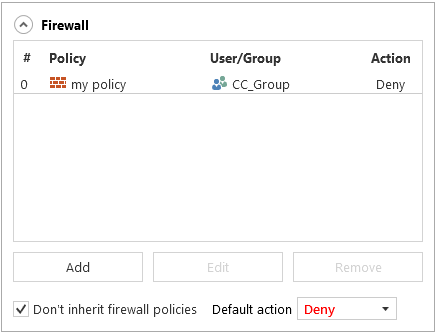 Firewall
# Policy User/Group Action
0 my policy CC_Group Deny
Add Edit Remove
Don't inherit firewall policies Default action Deny